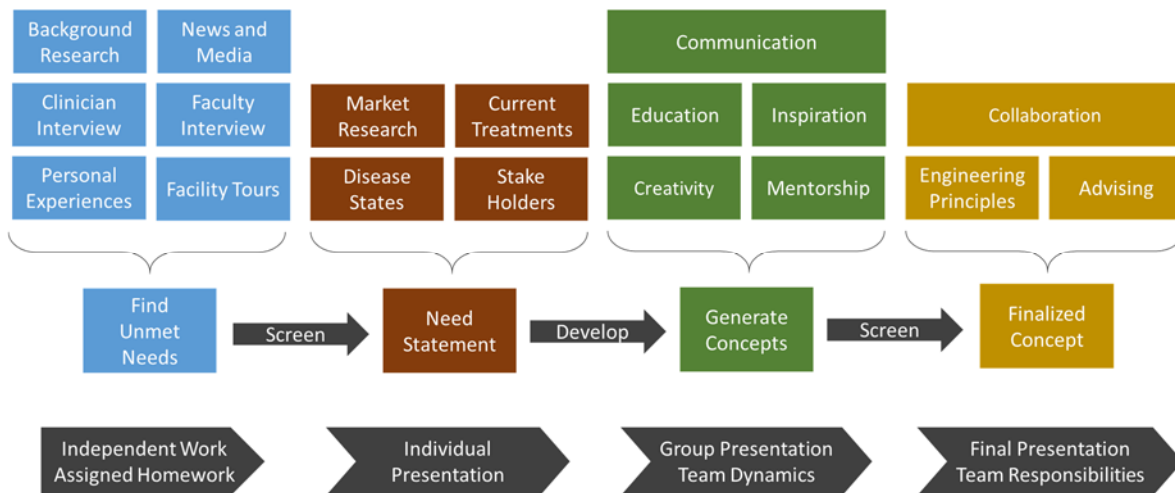 Background
Research
News and
Media
Clinician
Interview
Faculty
Interview
Personal
Experiences
Facility Tours
Market
Research
Current
Treatments
Disease
States
Stake
Holders
Communication
Education
Inspiration
Creativity
Mentorship
Collaboration
Engineering
Principles
Advising
Find
Unmet
Needs
Screen
Need
Statement
Develop
Generate
Concepts
Screen
Finalized
Concept
Independent Work
Assigned Homework
Individual
Presentation
Group Presentation
Team Dynamics
Final Presentation
Team Responsibilities